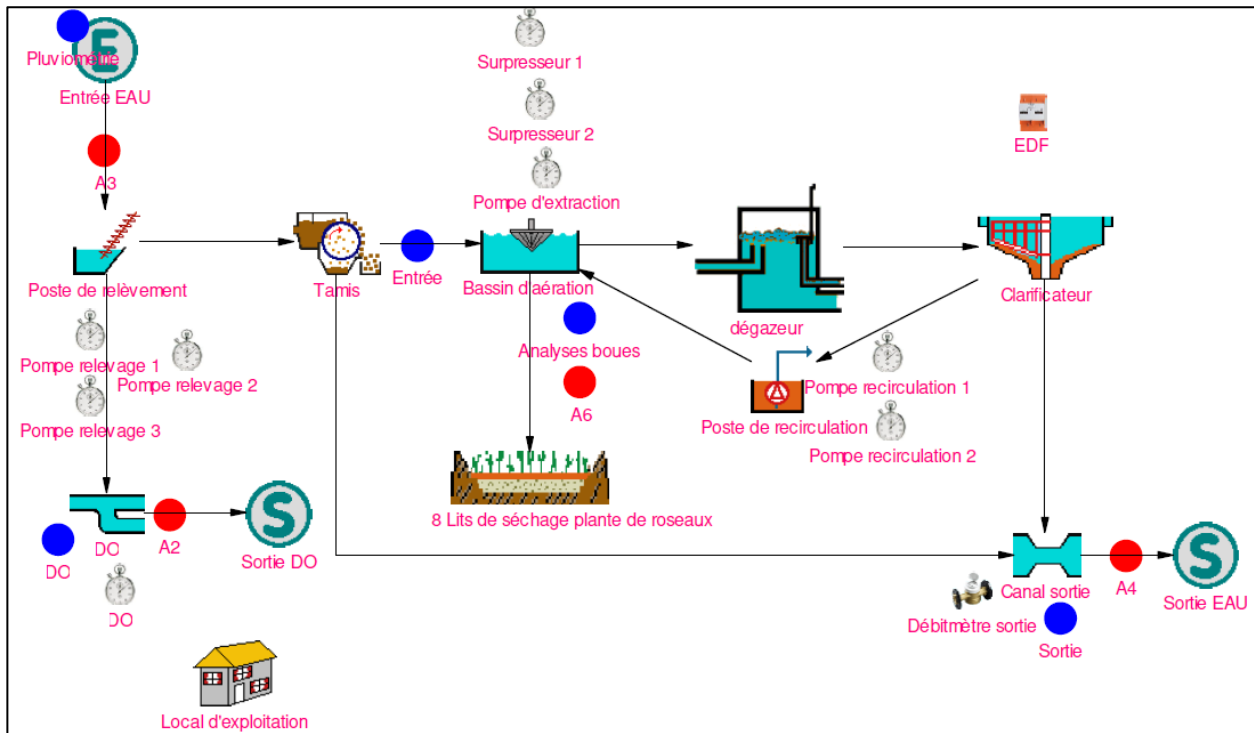 Pluviométrie
E
Entrée EAU
A3
Surpresseur 1
Surpresseur 2
Pompe d'extraction
EDF
Poste de relèvement
Tamis
Entrée
Bassin d'aération
dégazeur
Clarificateur
Pompe relevage 1
Pompe relevage 2
Pompe relevage 3
Analyses boues
A6
Pompe recirculation 1
Poste de recirculation
Pompe recirculation 2
8 Lits de séchage plante de roseaux
DO
DO
A2
S
Sortie DO
DO
Canal sortie
A4
S
Sortie EAU
Débitmètre sortie
Sortie
Local d'exploitation